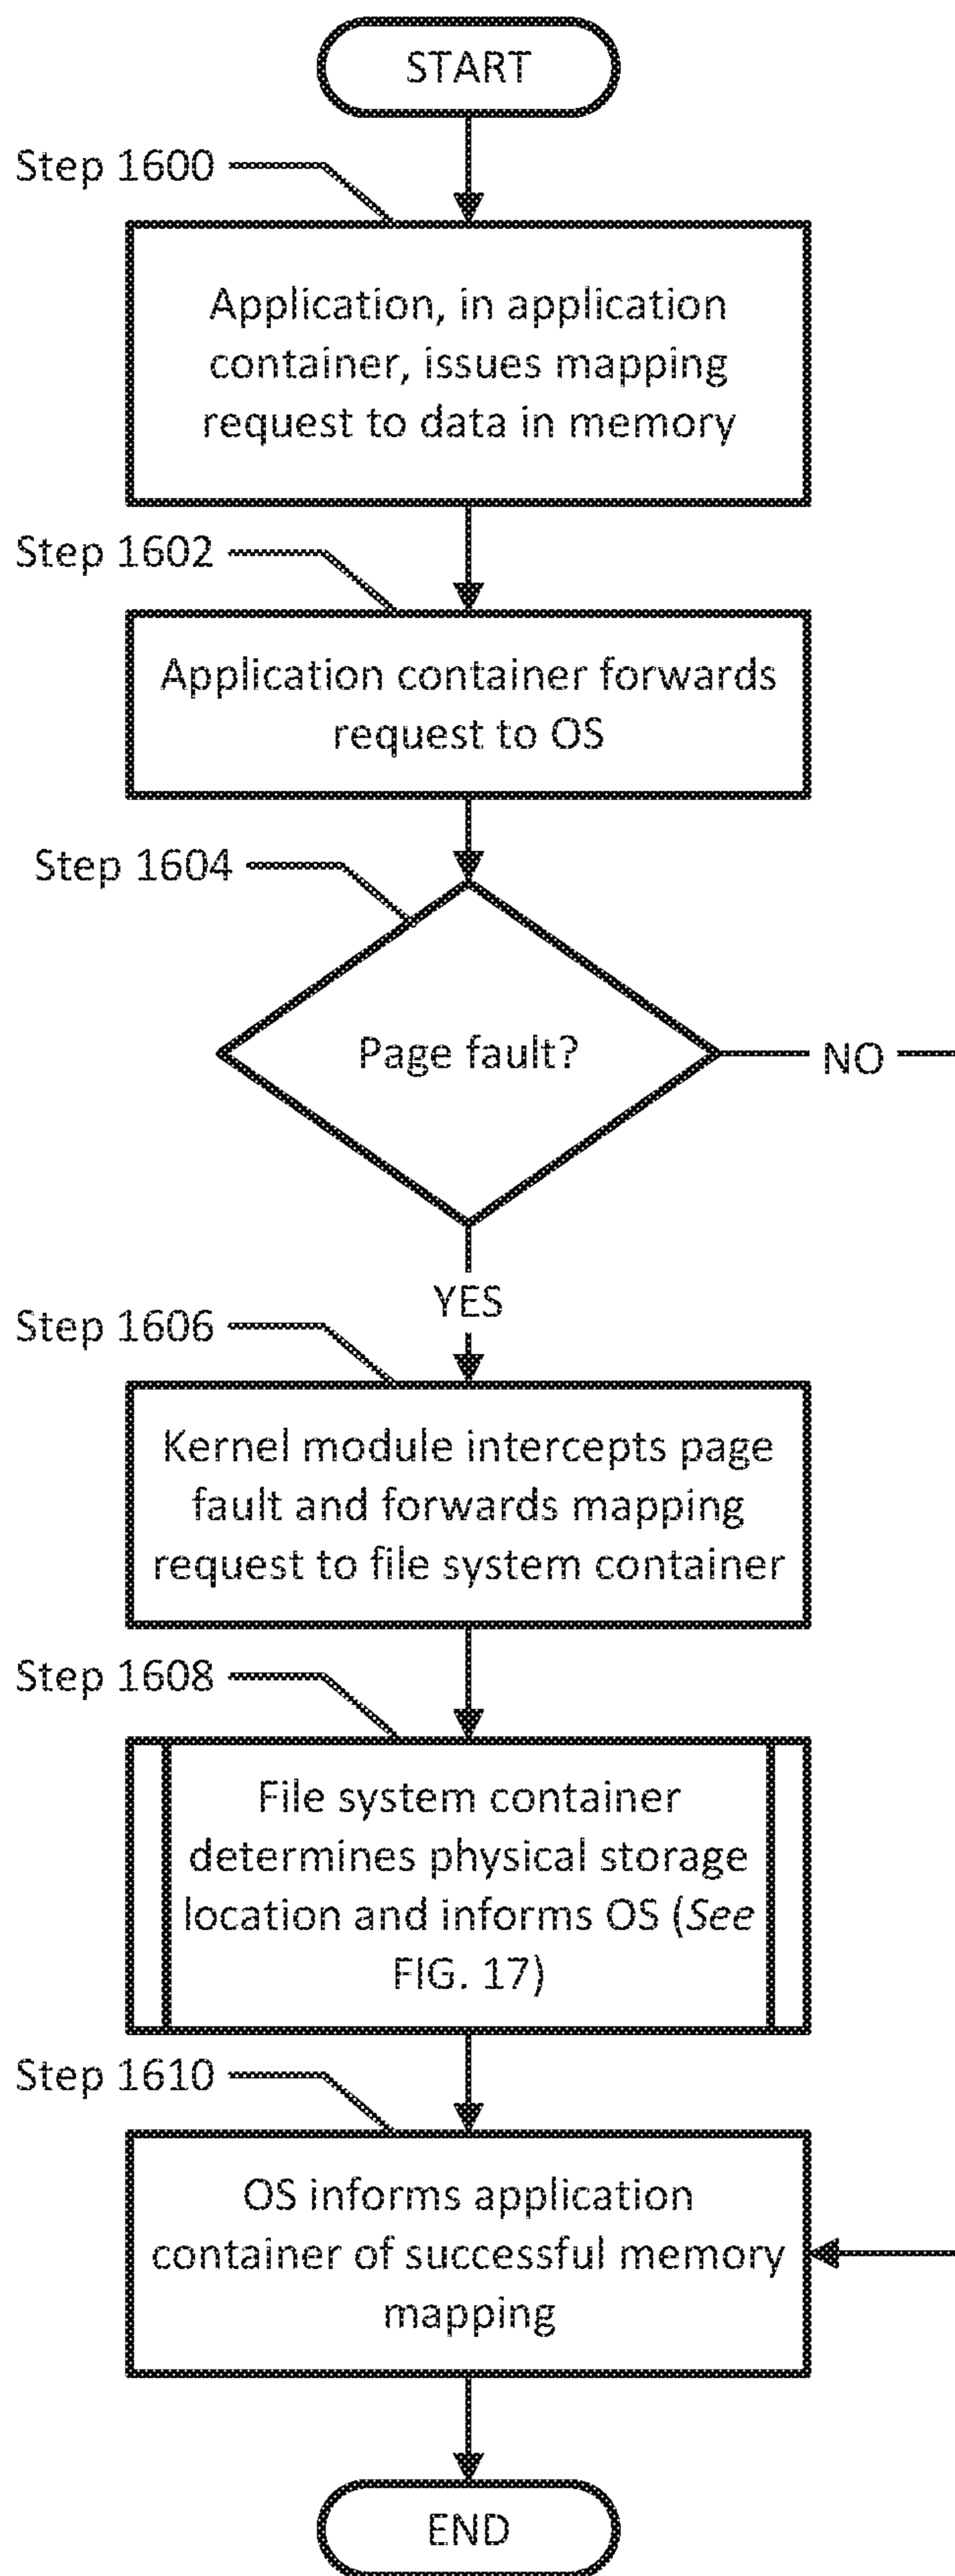 START
Step 1600
Application, in application
container, issues mapping
request to data in memory
Step 1602
Application container forwards
request to OS
Step 1604
Page fault?
NO
YES
Step 1606
Kernel module intercepts page
fault and forwards mapping
request to file system container
Step 1608
File system container
determines physical storage
location and informs OS (See
FIG. 17)
Step 1610
OS informs application
container of successful memory
mapping
END